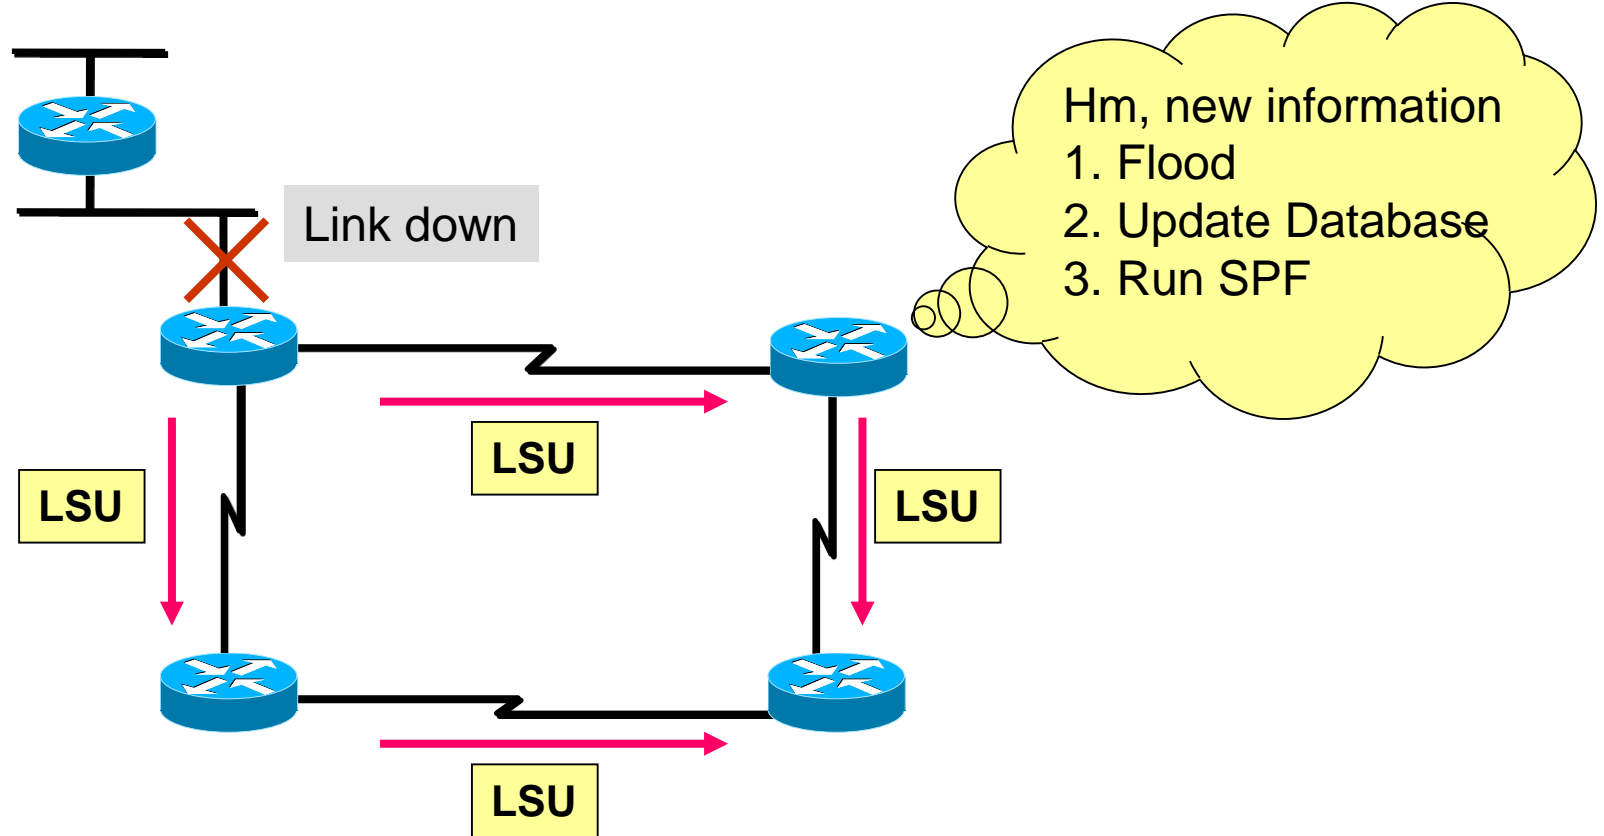 Hm, new information
1. Flood
2. Update Database
3. Run SPF
Link down
LSU
LSU
LSU
LSU